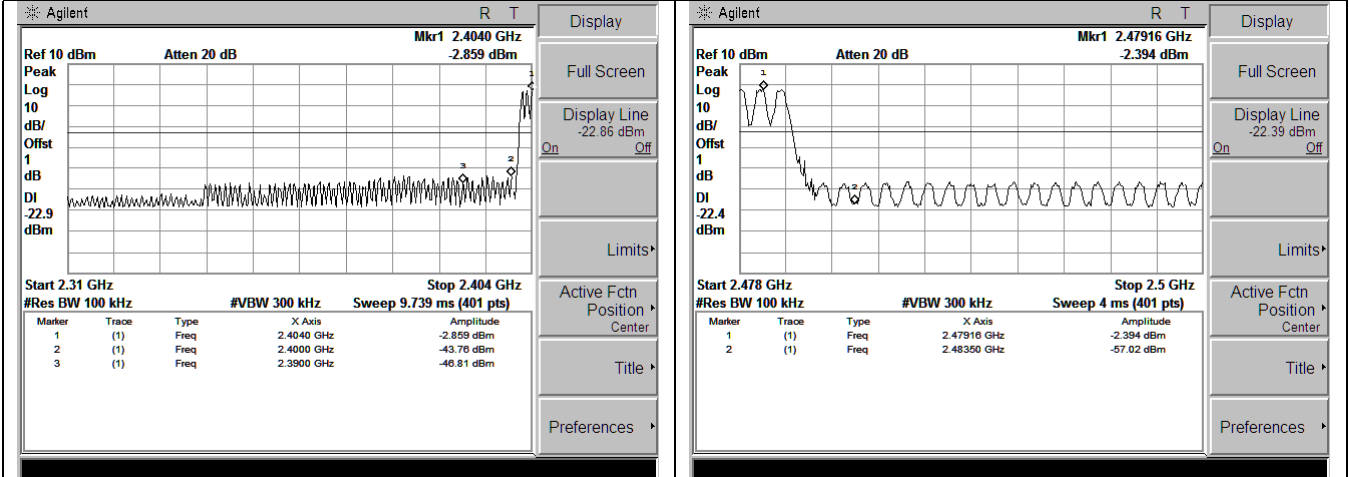 Agilent R T
Mkr1 2.4040 GHz
Ref 10 dBm Atten 20 dB -2.859 dBm
Peak
Log
10
dB/
Offst
1
dB
DI
-22.9
dBm
1
2
3
Start 2.31 GHz Stop 2.404 GHz
#Res BW 100 kHz #VBW 300 kHz Sweep 9.739 ms (401 pts)
Marker Trace Type X Axis Amplitude
1 (1) Freq 2.4040 GHz -2.859 dBm
2 (1) Freq 2.4000 GHz -43.76 dBm
3 (1) Freq 2.3900 GHz -46.81 dBm
Display
Full Screen
Display Line
-22.86 dBm
On Off
Limits
Active Fctn
Position
Center
Title
Preferences
Agilent R T
Mkr1 2.47916 GHz
Ref 10 dBm Atten 20 dB -2.394 dBm
Peak
Log
10
dB/
Offst
1
dB
DI
-22.4
dBm
1
2
Start 2.478 GHz Stop 2.5 GHz
#Res BW 100 kHz #VBW 300 kHz Sweep 4 ms (401 pts)
Marker Trace Type X Axis Amplitude
1 (1) Freq 2.47916 GHz -2.394 dBm
2 (1) Freq 2.48350 GHz -57.02 dBm
Display
Full Screen
Display Line
-22.39 dBm
On Off
Limits
Active Fctn
Position
Center
Title
Preferences